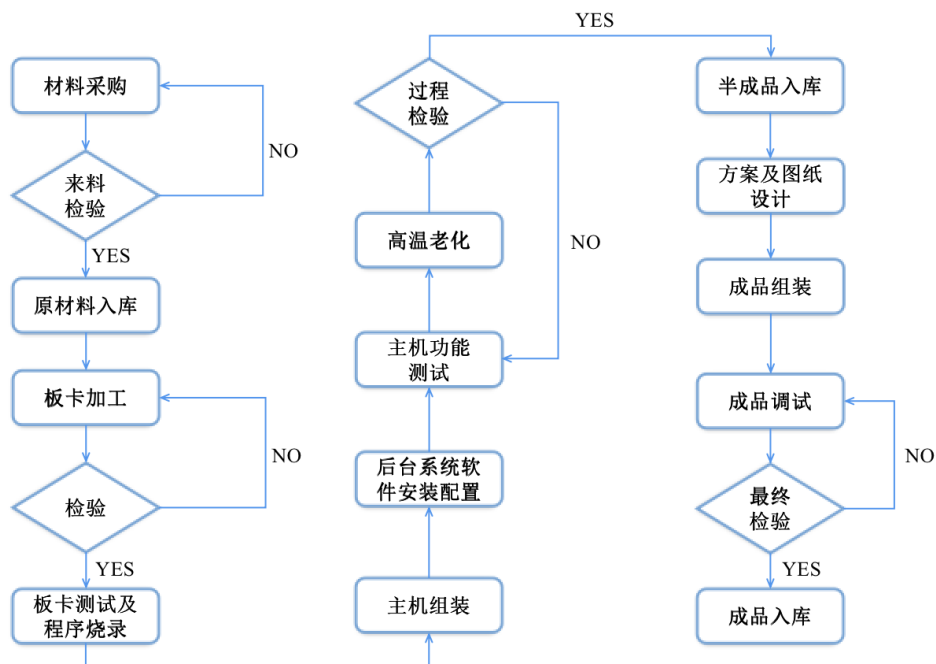 材料采购
NO
来料
检验
YES
原材料入库
板卡加工
NO
检验
YES
板卡测试及
程序烧录
主机组装
后台系统软
件安装配置
主机功能
测试
高温老化
过程
检验
NO
YES
半成品入库
方案及图纸
设计
成品组装
成品调试
NO
最终
检验
YES
成品入库